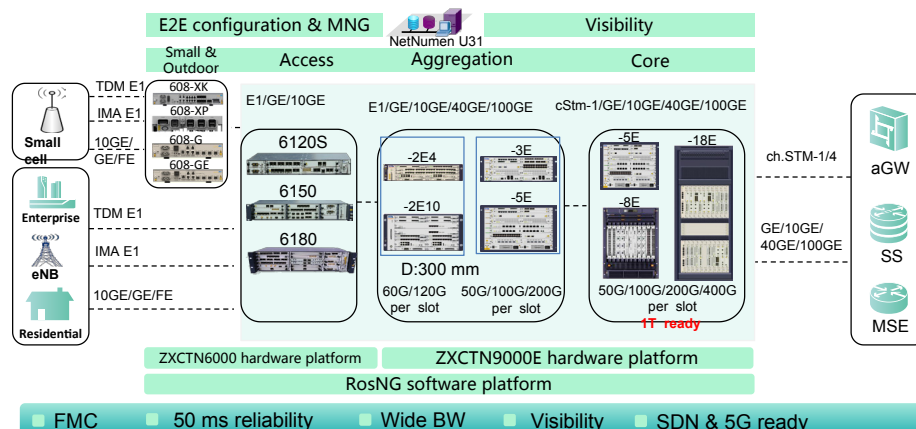 E2E configuration & MNG
NetNumen U31
Visibility
Small &
Outdoor
Access
Aggregation
Core
TDM E1
IMA E1
10GE/
GE/FE
Small
cell
608-XK
608-XP
608-G
608-GE
E1/GE/10GE
E1/GE/10GE/40GE/100GE
cStm-1/GE/10GE/40GE/100GE
6120S
6150
6180
-2E4
-2E10
D:300 mm
60G/120G
per slot
-3E
-5E
50G/100G/200G
per slot
-5E
-8E
-18E
50G/100G/200G/400G
per slot
1T ready
ch.STM-1/4
GE/10GE/
40GE/100GE
aGW
SS
MSE
Enterprise
eNB
Residential
TDM E1
IMA E1
10GE/GE/FE
ZXCTN6000 hardware platform
ZXCTN9000E hardware platform
RosNG software platform
FMC
50 ms reliability
Wide BW
Visibility
SDN & 5G ready